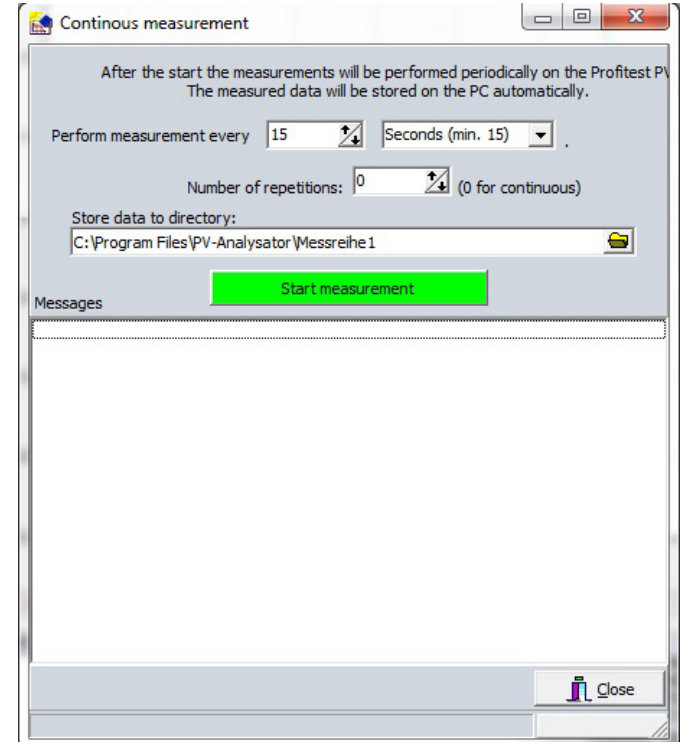 Continous measurement
After the start the measurements will be performed periodically on the Profitest PV
The measured data will be stored on the PC automatically.
Perform measurement every 15 Seconds (min. 15) .
Number of repetitions: 0 (0 for continuous)
Store data to directory:
C:\Program Files\PV-Analysator\Messreihe1
Start measurement
Messages
Close